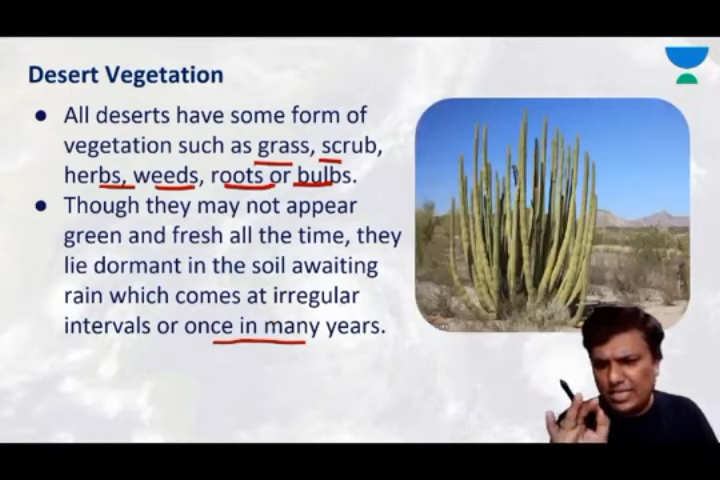 Desert Vegetation
● All deserts have some form of
vegetation such as grass, scrub,
herbs, weeds, roots or bulbs.
● Though they may not appear
green and fresh all the time, they
lie dormant in the soil awaiting
rain which comes at irregular
intervals or once in many years.